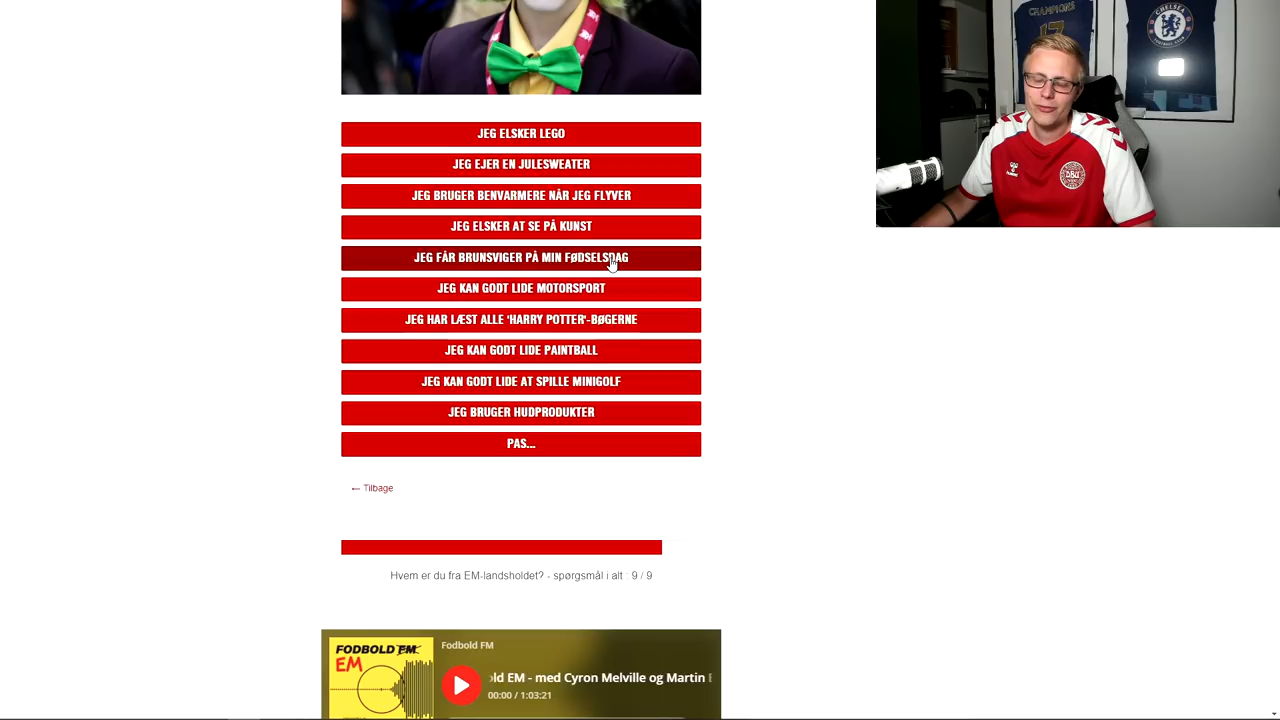 CHAMPIONS
CHELSEA
DBU
JEG ELSKER LEGO
JEG EJER EN JULESWEATER
JEG BRUGER BENVARMERE NÅR JEG FLYVER
JEG ELSKER AT SE PÅ KUNST
JEG FÅR BRUNSVIGER PÅ MIN FØDSELSDAG
JEG KAN GODT LIDE MOTORSPORT
JEG HAR LÆST ALLE 'HARRY POTTER'-BØGERNE
JEG KAN GODT LIDE PAINTBALL
JEG KAN GODT LIDE AT SPILLE MINIGOLF
JEG BRUGER HUDPRODUKTER
PAS...
← Tilbage
Hvem er du fra EM-landsholdet? - spørgsmål i alt : 9 / 9
FODBOLD FM
EM
Fodbold FM
ld EM - med Cyron Melville og Martin
00:00 / 1:03:21